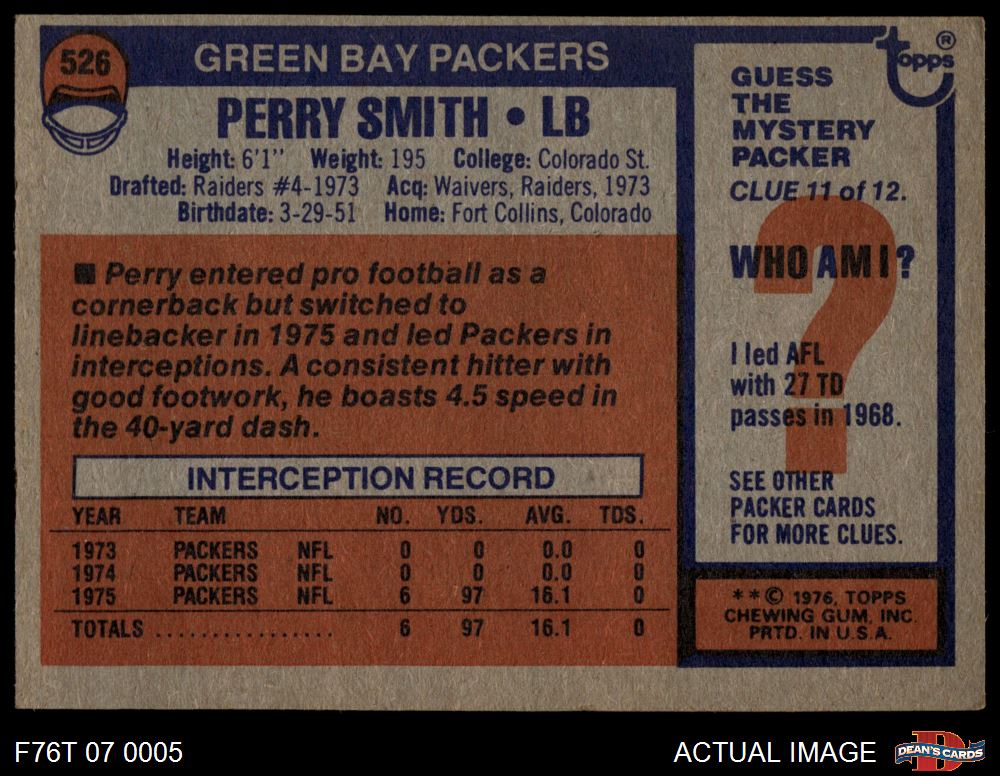 526
GREEN BAY PACKERS
PERRY SMITH • LB
Height: 6'1" Weight: 195 College: Colorado St.
Drafted: Raiders #4-1973 Acq: Waivers, Raiders, 1973
Birthdate: 3-29-51 Home: Fort Collins, Colorado
■ Perry entered pro football as a
cornerback but switched to
linebacker in 1975 and led Packers in
interceptions. A consistent hitter with
good footwork, he boasts 4.5 speed in
the 40-yard dash.
INTERCEPTION RECORD
YEAR TEAM NO. YDS. AVG. TDS.
1973 PACKERS NFL 0 0 0.0 0
1974 PACKERS NFL 0 0 0.0 0
1975 PACKERS NFL 6 97 16.1 0
TOTALS ................ 6 97 16.1 0
topps ®
GUESS
THE
MYSTERY
PACKER
CLUE 11 of 12.
?
WHO AM I?
I led AFL
with 27 TD
passes in 1968.
SEE OTHER
PACKER CARDS
FOR MORE CLUES.
**© 1976, TOPPS
CHEWING GUM, INC.
PRTD. IN U.S.A.
F76T 07 0005
ACTUAL IMAGE
D
DEAN'S CARDS